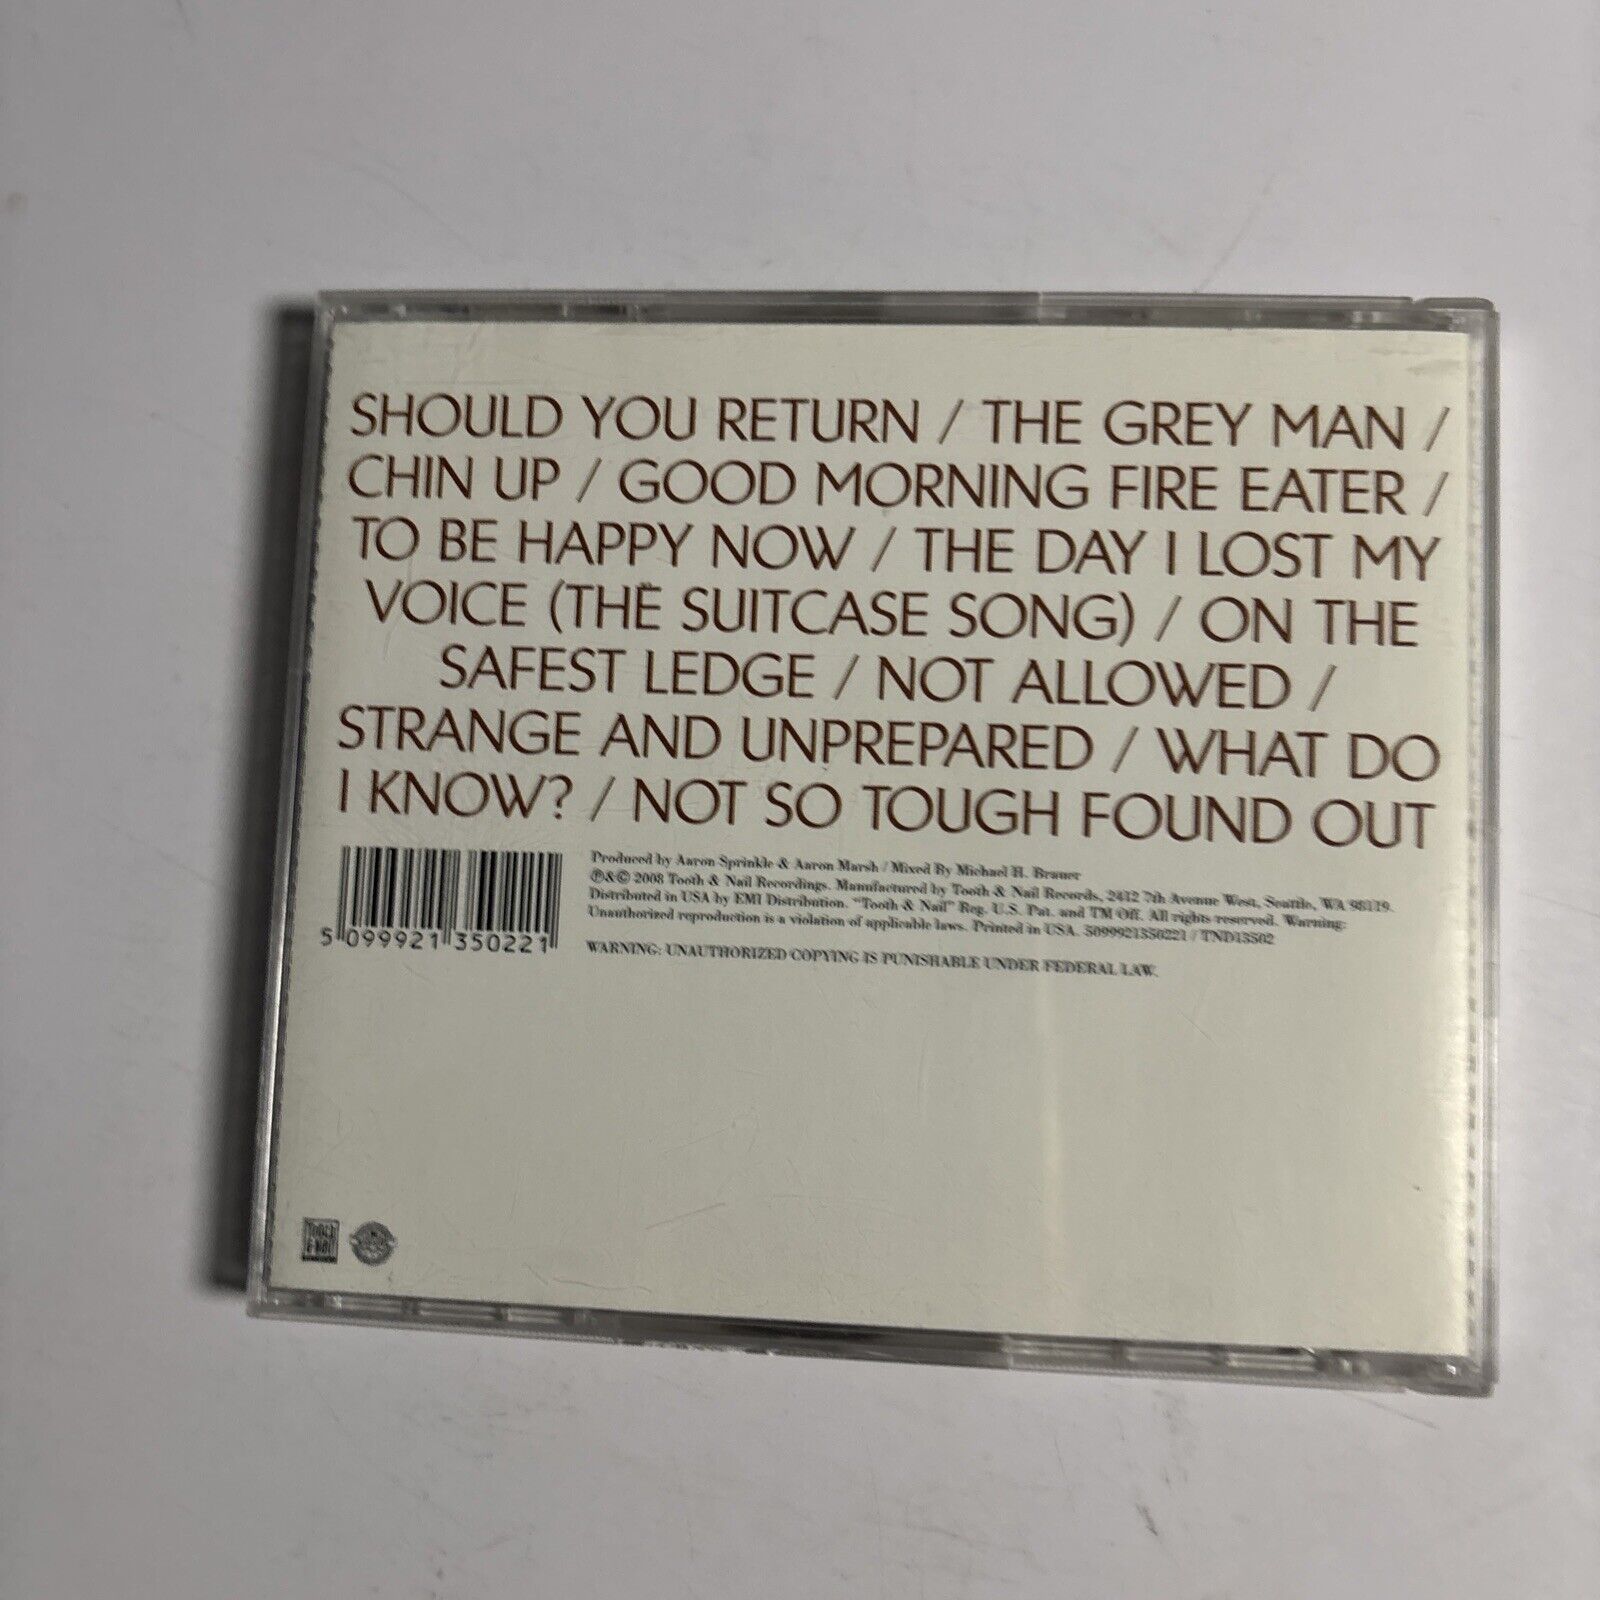 SHOULD YOU RETURN / THE GREY MAN /
CHIN UP / GOOD MORNING FIRE EATER /
TO BE HAPPY NOW / THE DAY I LOST MY
VOICE (THE SUITCASE SONG) / ON THE
SAFEST LEDGE / NOT ALLOWED /
STRANGE AND UNPREPARED / WHAT DO
I KNOW? / NOT SO TOUGH FOUND OUT
Produced by Aaron Sprinkle & Aaron Marsh / Mixed By Michael H. Brauer
℗&© 2008 Tooth & Nail Recordings. Manufactured by Tooth & Nail Records, 2412 7th Avenue West, Seattle, WA 98119.
Distributed in USA by EMI Distribution. "Tooth & Nail" Reg. U.S. Pat. and TM Off. All rights reserved. Warning:
Unauthorized reproduction is a violation of applicable laws. Printed in USA. 5099921350221 / TND13502
WARNING: UNAUTHORIZED COPYING IS PUNISHABLE UNDER FEDERAL LAW.
5 099921 350221
TOOTH
& NAIL